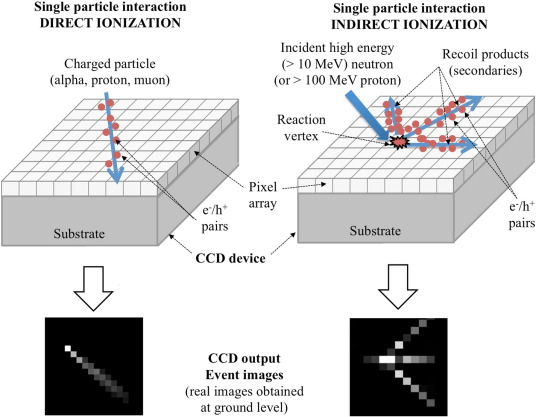 Single particle interaction
DIRECT IONIZATION
Charged particle
(alpha, proton, muon)
Single particle interaction
INDIRECT IONIZATION
Incident high energy
(> 10 MeV) neutron
(or > 100 MeV proton)
Recoil products
(secondaries)
Reaction
vertex
Pixel
array
e-/h+
pairs
e-/h+
pairs
Substrate
Substrate
CCD device
CCD output
Event images
(real images obtained
at ground level)